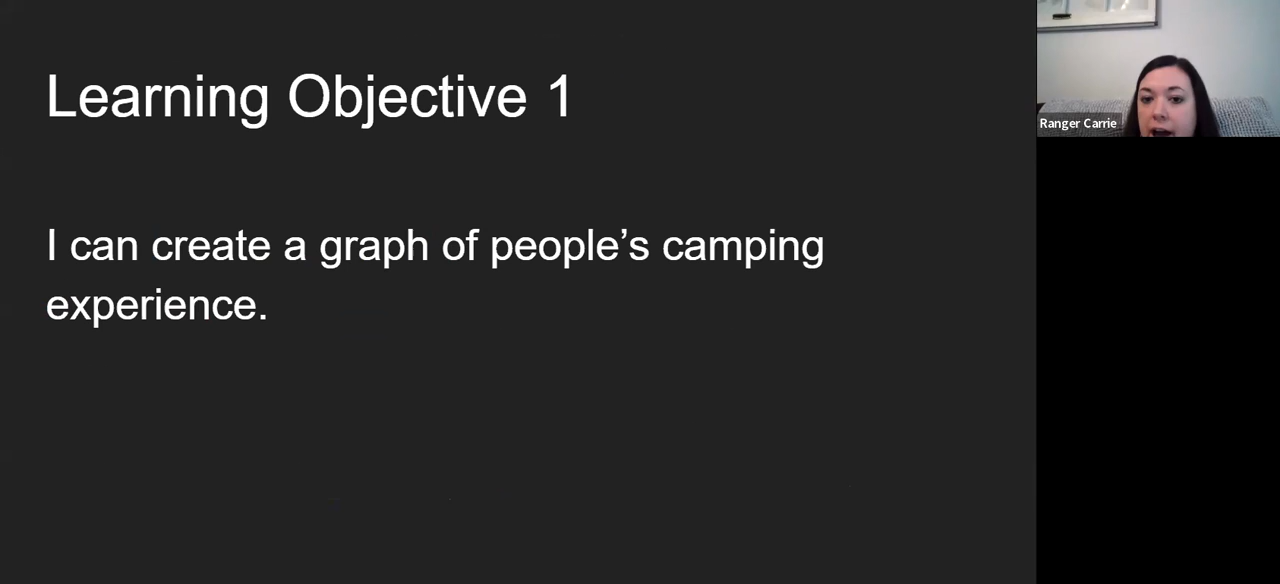 Learning Objective 1
I can create a graph of people’s camping
experience.
Ranger Carrie